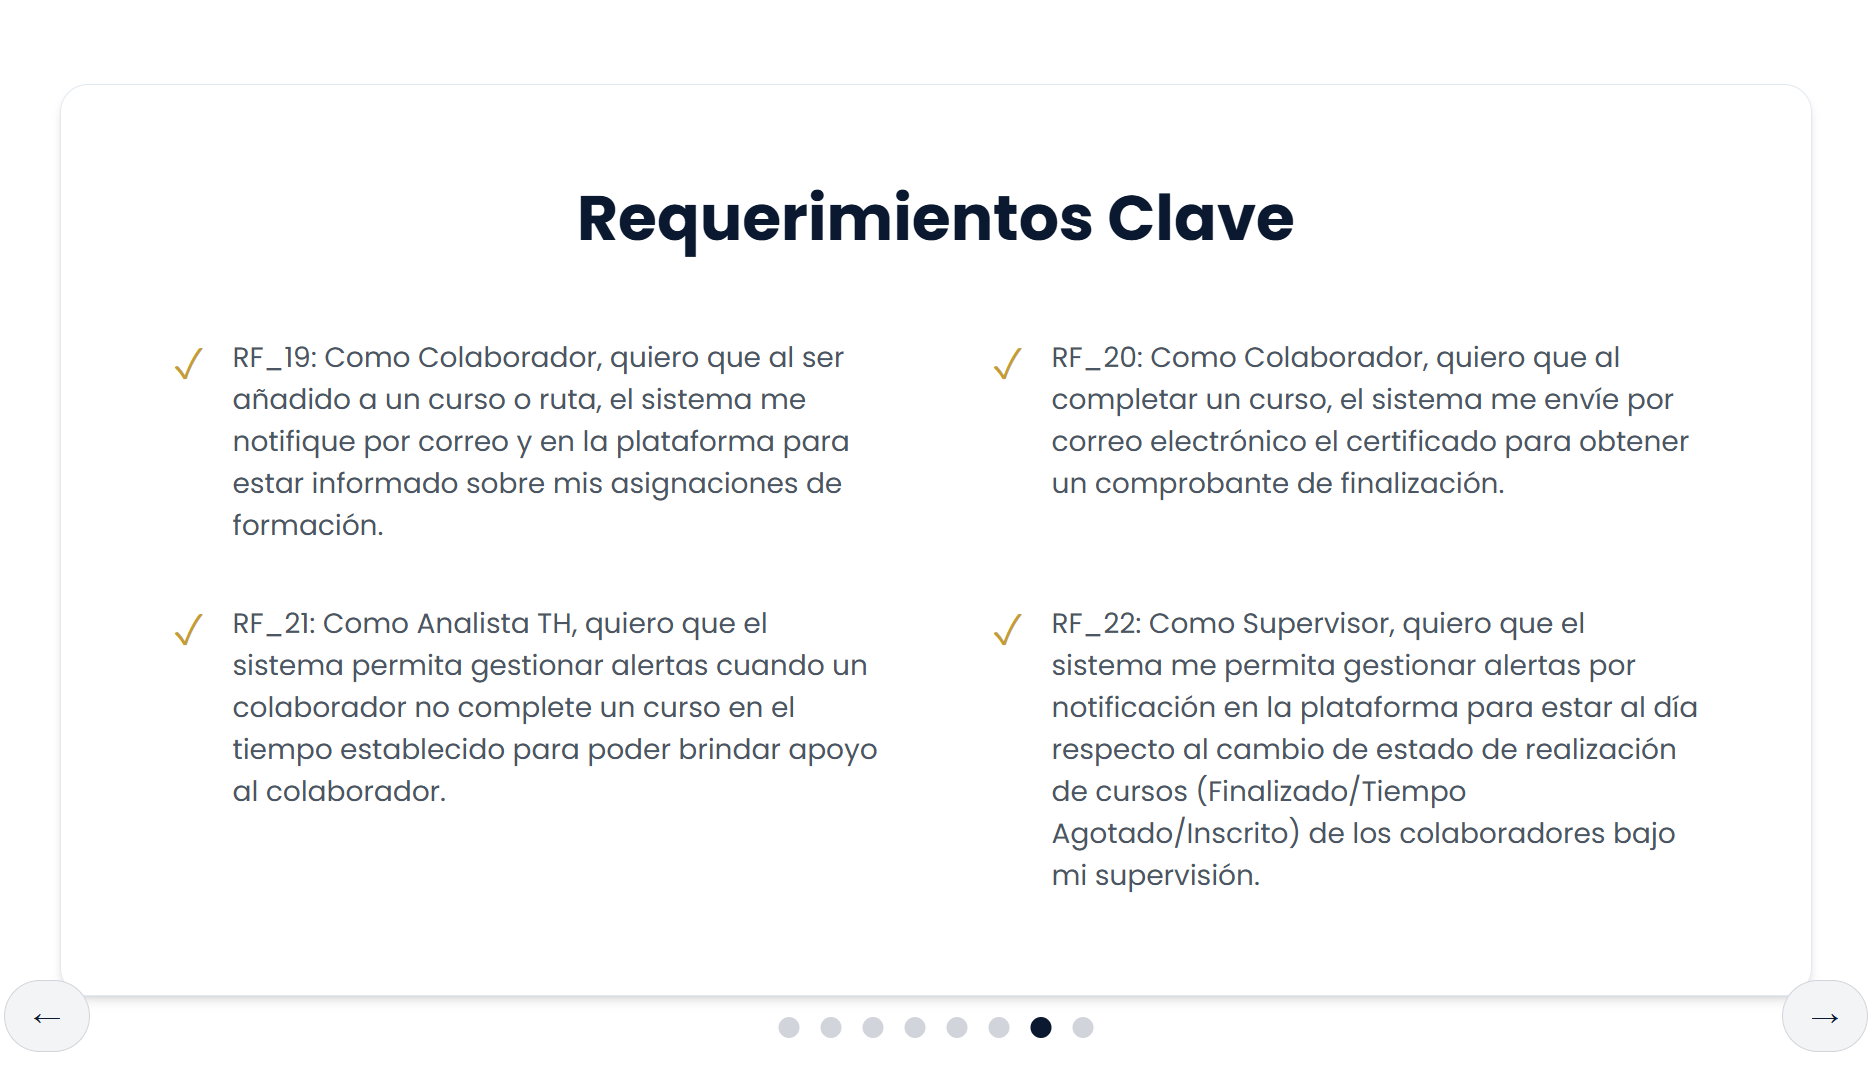 Requerimientos Clave
✓ RF_19: Como Colaborador, quiero que al ser
añadido a un curso o ruta, el sistema me
notifique por correo y en la plataforma para
estar informado sobre mis asignaciones de
formación.
✓ RF_20: Como Colaborador, quiero que al
completar un curso, el sistema me envíe por
correo electrónico el certificado para obtener
un comprobante de finalización.
✓ RF_21: Como Analista TH, quiero que el
sistema permita gestionar alertas cuando un
colaborador no complete un curso en el
tiempo establecido para poder brindar apoyo
al colaborador.
✓ RF_22: Como Supervisor, quiero que el
sistema me permita gestionar alertas por
notificación en la plataforma para estar al día
respecto al cambio de estado de realización
de cursos (Finalizado/Tiempo
Agotado/Inscrito) de los colaboradores bajo
mi supervisión.
← →